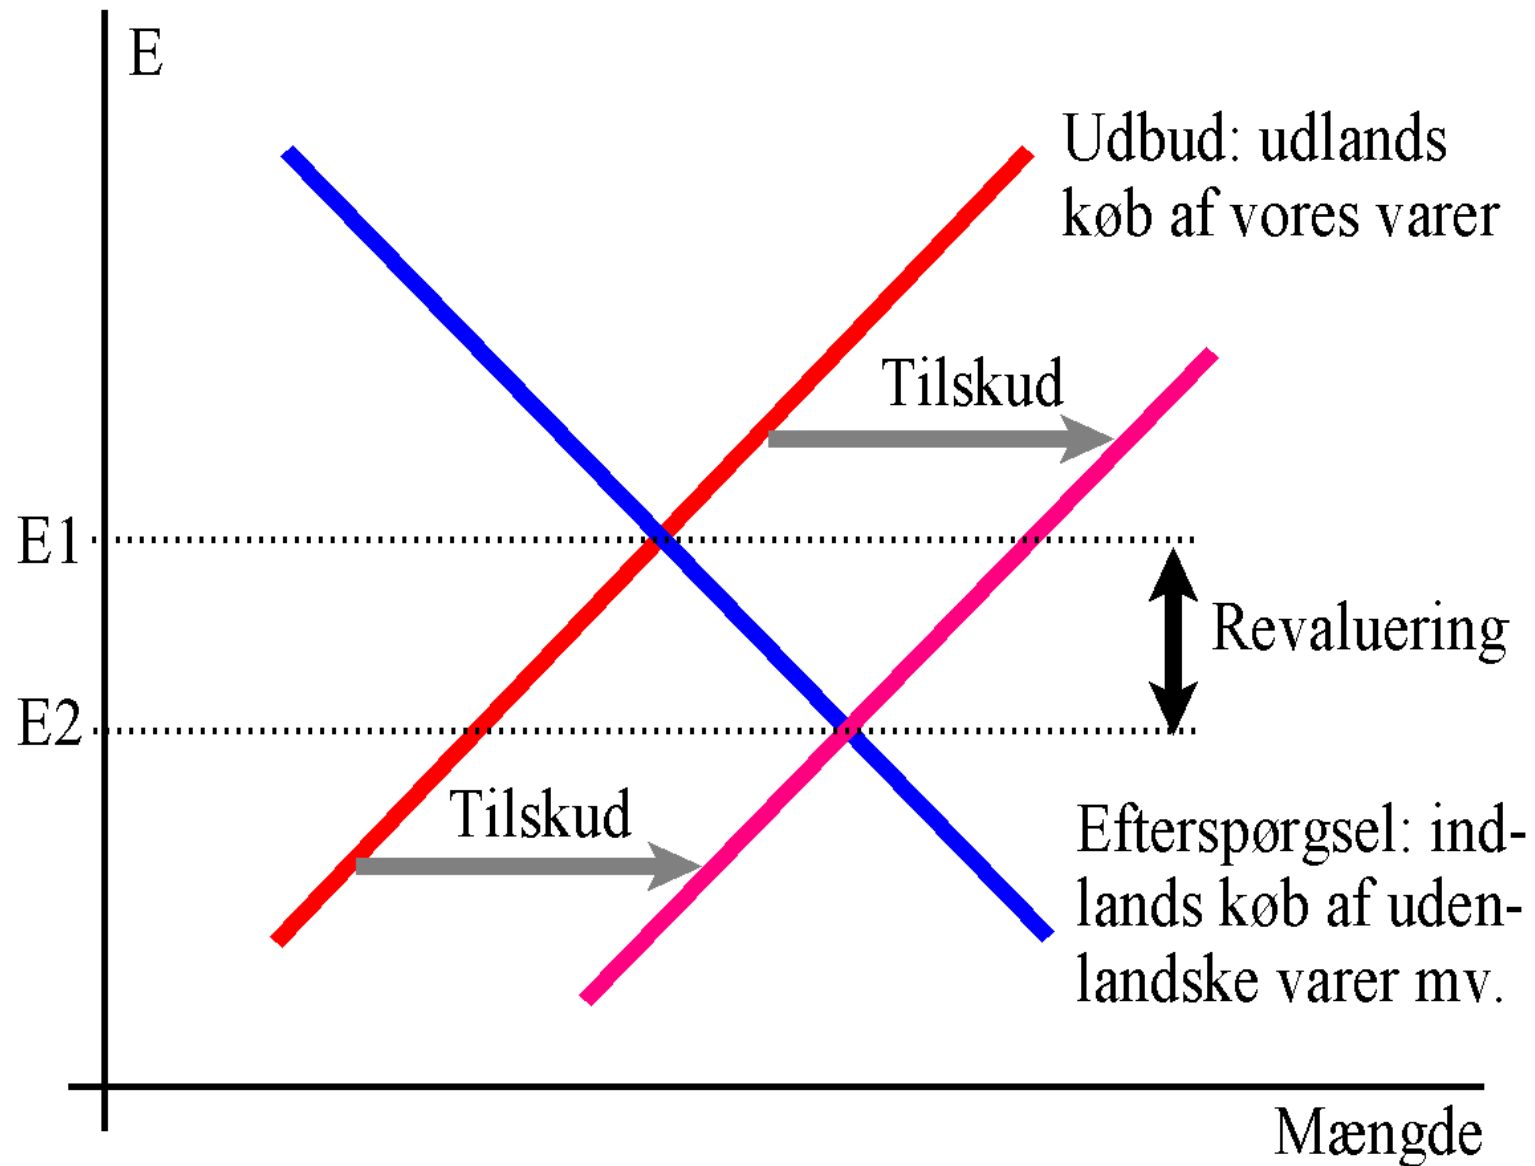 E
Udbud: udlands
køb af vores varer
Tilskud
E1
Revaluering
E2
Tilskud
Efterspørgsel: ind-
lands køb af uden-
landske varer mv.
Mængde